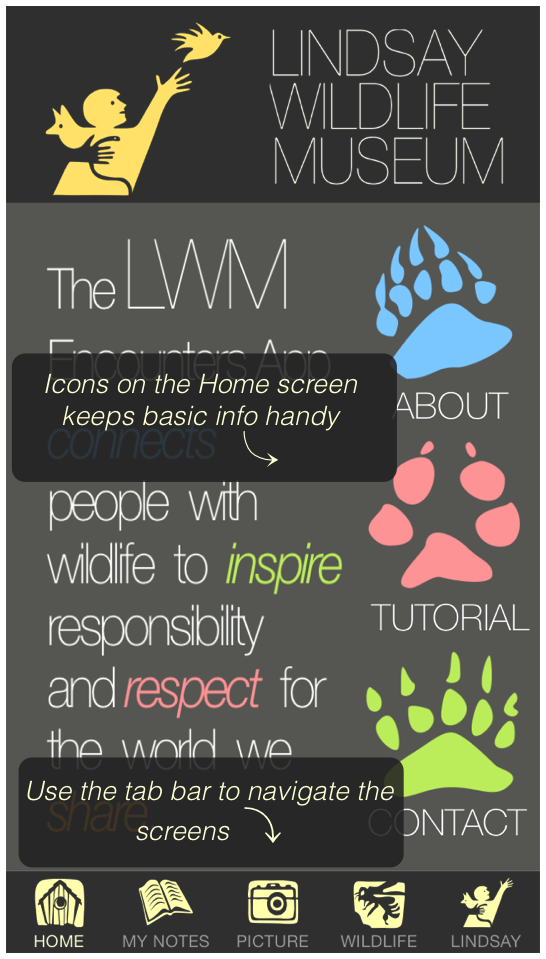 LINDSAY
WILDLIFE
MUSEUM
The LWM
Encounters App
Icons on the Home screen
keeps basic info handy
connects
people with
wildlife to inspire
responsibility
and respect for
the world we
Use the tab bar to navigate the
share
screens
ABOUT
TUTORIAL
CONTACT
HOME
MY NOTES
PICTURE
WILDLIFE
LINDSAY